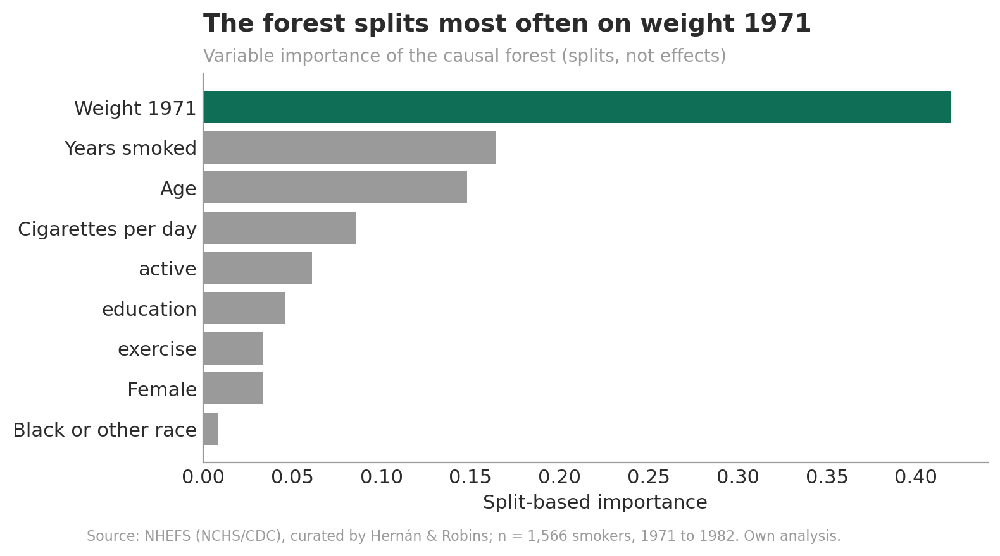 The forest splits most often on weight 1971
Variable importance of the causal forest (splits, not effects)
Weight 1971
Years smoked
Age
Cigarettes per day
active
education
exercise
Female
Black or other race
0.00 0.05 0.10 0.15 0.20 0.25 0.30 0.35 0.40
Split-based importance
Source: NHEFS (NCHS/CDC), curated by Hernán & Robins; n = 1,566 smokers, 1971 to 1982. Own analysis.